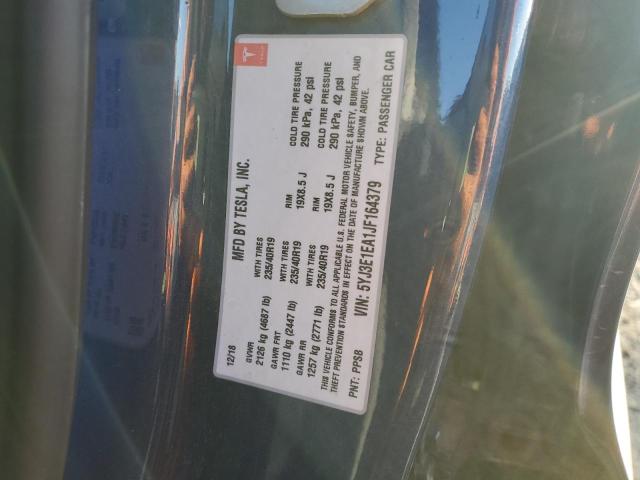 TESLA
MFD BY TESLA, INC.
12/18
GVWR
2126 kg (4687 lb)
GAWR FRT WITH TIRES RIM COLD TIRE PRESSURE
1110 kg (2447 lb) 235/40R19 19X8.5 J 290 kPa, 42 psi
GAWR RR WITH TIRES RIM COLD TIRE PRESSURE
1257 kg (2771 lb) 235/40R19 19X8.5 J 290 kPa, 42 psi
THIS VEHICLE CONFORMS TO ALL APPLICABLE U.S. FEDERAL MOTOR VEHICLE SAFETY, BUMPER, AND
THEFT PREVENTION STANDARDS IN EFFECT ON THE DATE OF MANUFACTURE SHOWN ABOVE.
VIN: 5YJ3E1EA1JF164379 TYPE: PASSENGER CAR
PNT: PPSB